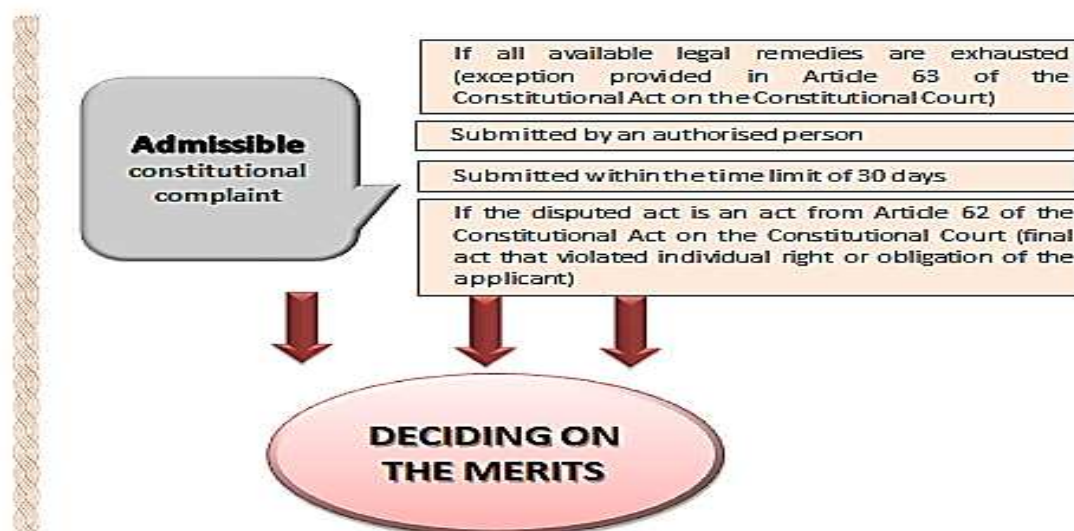 Admissible
constitutional
complaint
If all available legal remedies are exhausted
(exception provided in Article 63 of the
Constitutional Act on the Constitutional Court)
Submitted by an authorised person
Submitted within the time limit of 30 days
If the disputed act is an act from Article 62 of the
Constitutional Act on the Constitutional Court (final
act that violated individual right or obligation of the
applicant)
DECIDING ON
THE MERITS